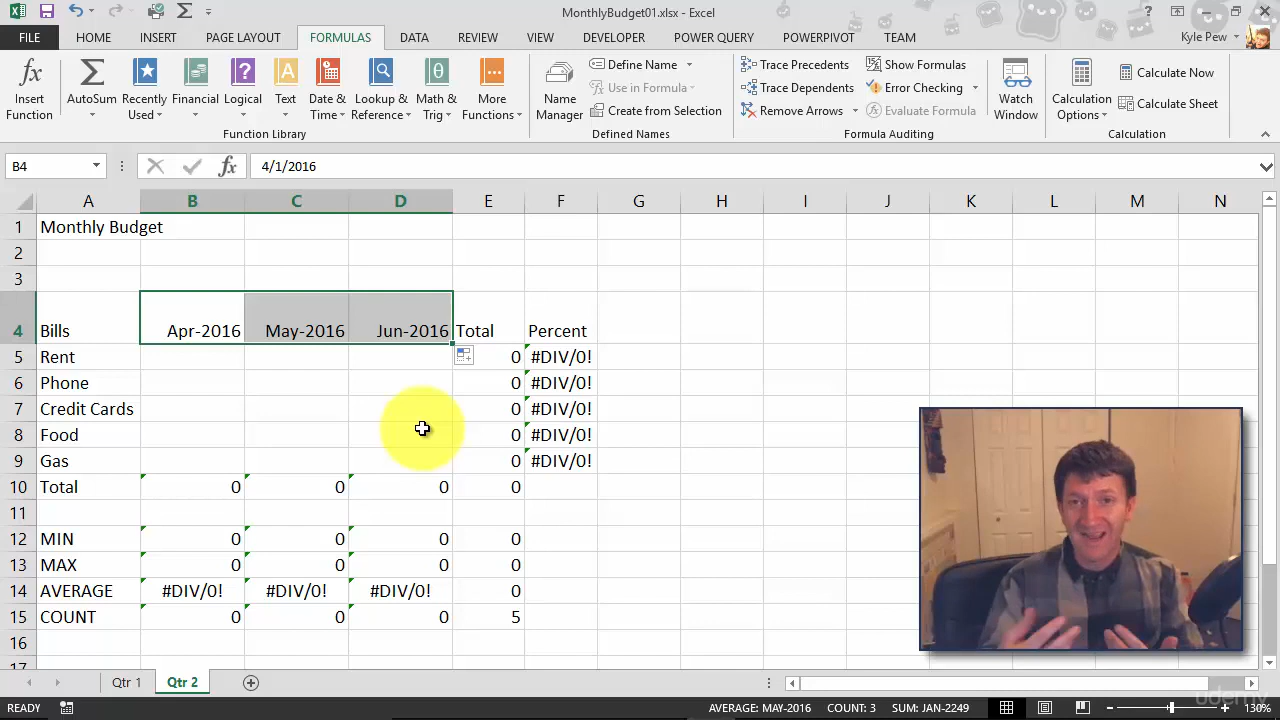 MonthlyBudget01.xlsx - Excel
FILE HOME INSERT PAGE LAYOUT FORMULAS DATA REVIEW VIEW DEVELOPER POWER QUERY POWERPIVOT TEAM Kyle Pew
Insert Function
AutoSum
Recently Used
Financial
Logical
Text
Date & Time
Lookup & Reference
Math & Trig
More Functions
Function Library
Name Manager
Define Name
Use in Formula
Create from Selection
Defined Names
Trace Precedents
Trace Dependents
Remove Arrows
Show Formulas
Error Checking
Evaluate Formula
Formula Auditing
Watch Window
Calculation Options
Calculate Now
Calculate Sheet
Calculation
B4 fx 4/1/2016
A B C D E F G H I J K L M N
1 Monthly Budget
2
3
4 Bills Apr-2016 May-2016 Jun-2016 Total Percent
5 Rent 0 #DIV/0!
6 Phone 0 #DIV/0!
7 Credit Cards 0 #DIV/0!
8 Food 0 #DIV/0!
9 Gas 0 #DIV/0!
10 Total 0 0 0 0
11
12 MIN 0 0 0 0
13 MAX 0 0 0 0
14 AVERAGE #DIV/0! #DIV/0! #DIV/0! 0
15 COUNT 0 0 0 5
16
17
Qtr 1 Qtr 2
udemy
READY AVERAGE: MAY-2016 COUNT: 3 SUM: JAN-2249 130%